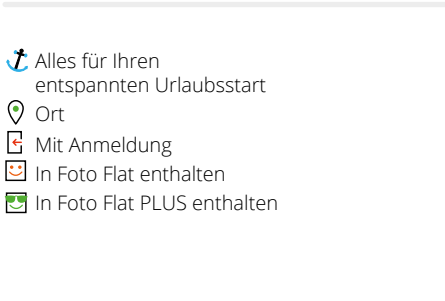 Alles für Ihren
entspannten Urlaubsstart
Ort
Mit Anmeldung
In Foto Flat enthalten
In Foto Flat PLUS enthalten